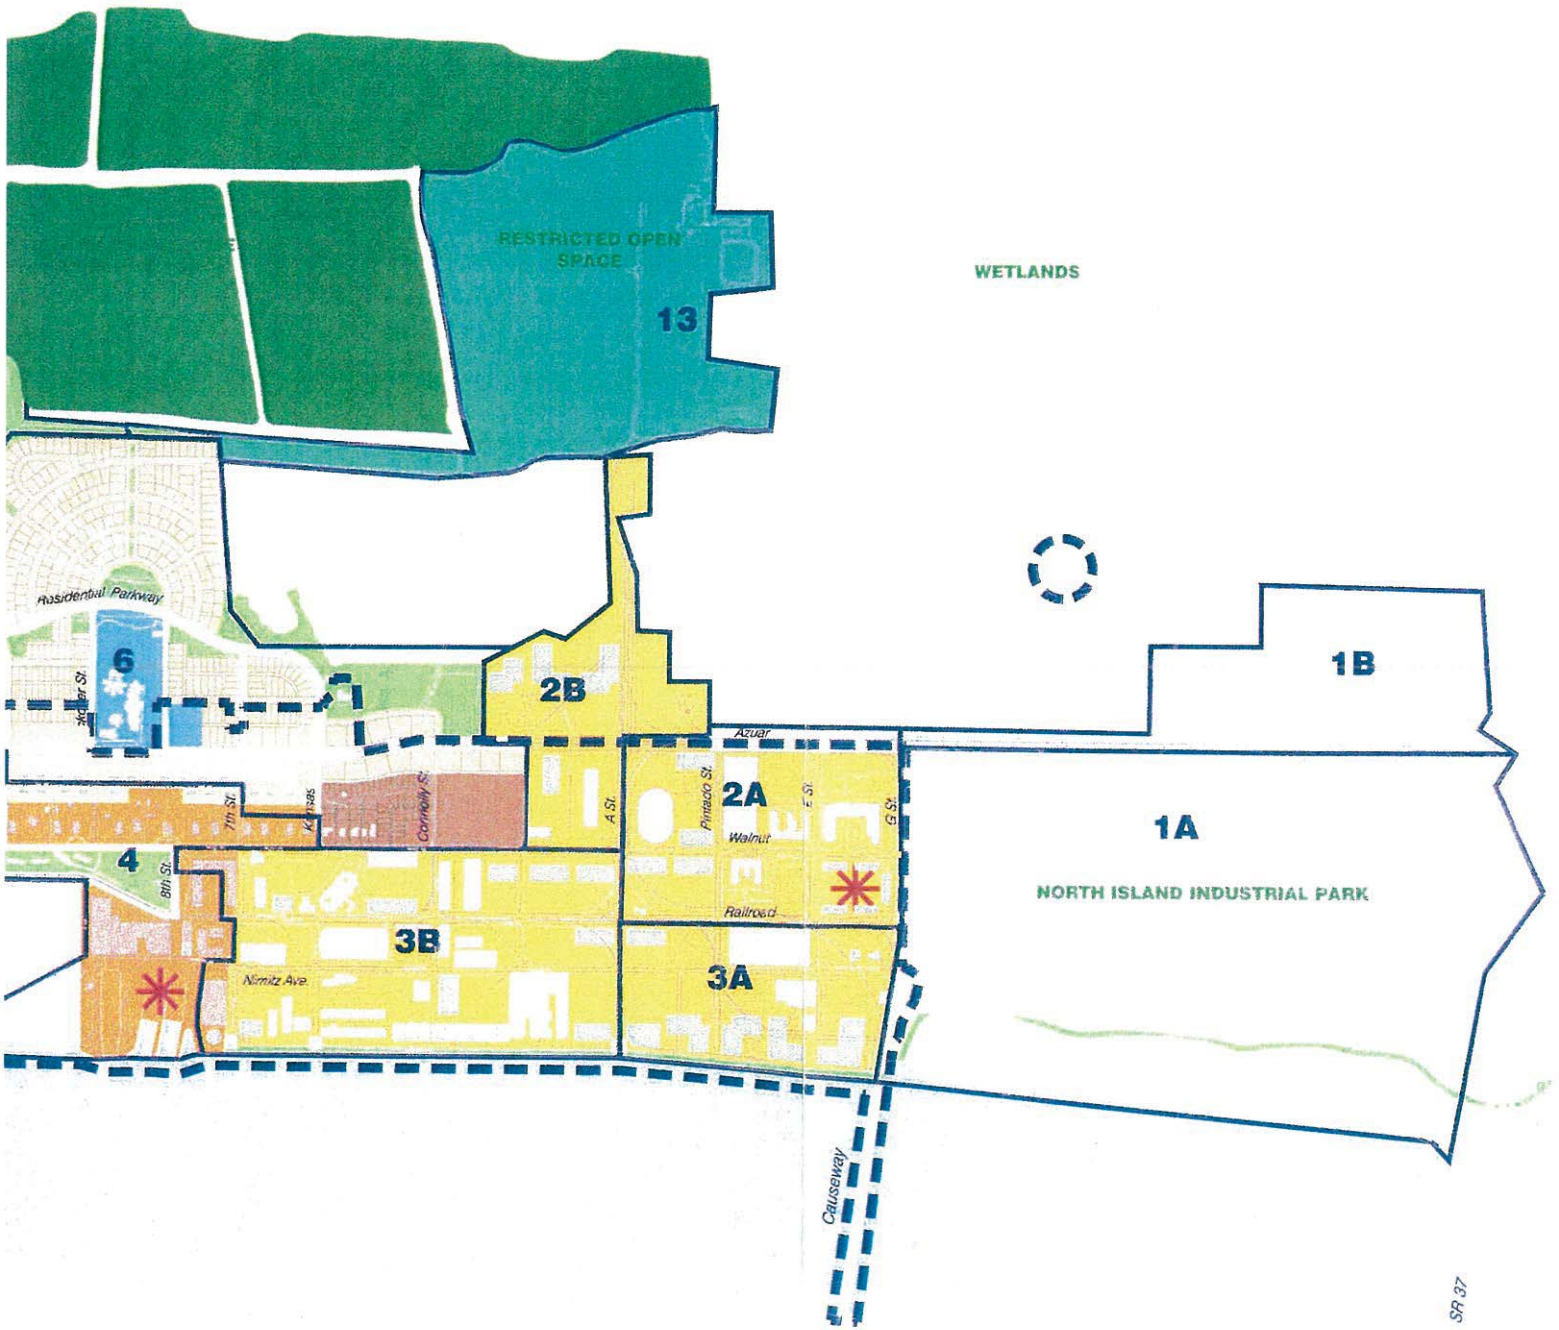 RESTRICTED OPEN
SPACE
WETLANDS
13
Residential Parkway
6
2B
1B
Azuar
7th St.
Kansas
Connolly St.
A St.
Pintado St.
2A
E St.
G St.
Walnut
1A
4
8th St.
NORTH ISLAND INDUSTRIAL PARK
Railroad
3B
3A
Nimitz Ave.
Causeway
SR 37